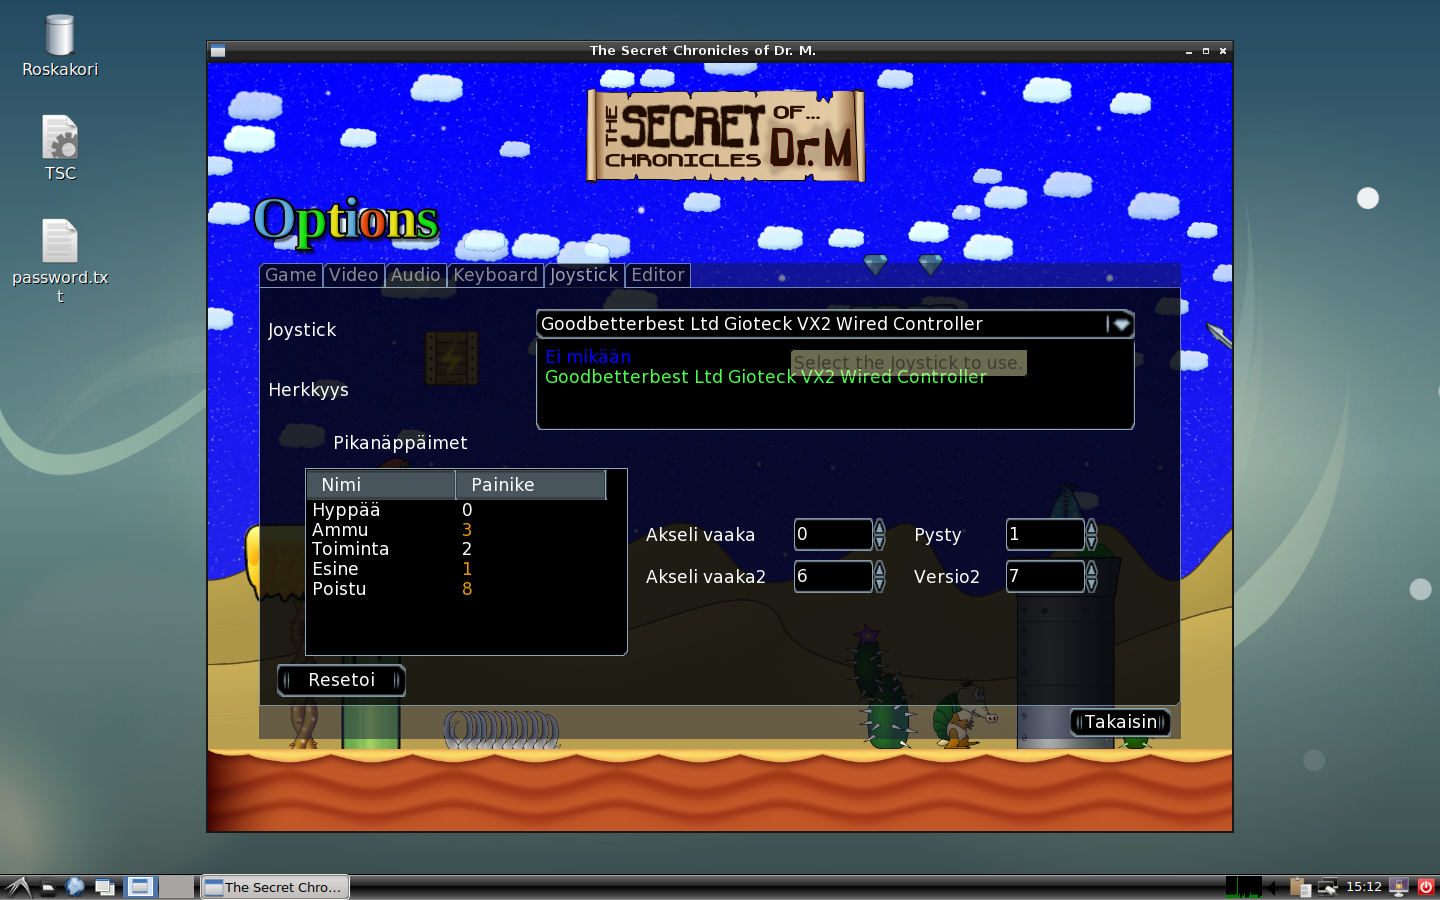 Roskakori
TSC
password.tx
t
The Secret Chronicles of Dr. M.
THE SECRET CHRONICLES OF... Dr.M
Options
Game Video Audio Keyboard Joystick Editor
Joystick
Goodbetterbest Ltd Gioteck VX2 Wired Controller
Ei mikään
Select the Joystick to use.
Goodbetterbest Ltd Gioteck VX2 Wired Controller
Herkkyys
Pikanäppäimet
Nimi Painike
Hyppää 0
Ammu 3
Toiminta 2
Esine 1
Poistu 8
Akseli vaaka 0 Pysty 1
Akseli vaaka2 6 Versio2 7
Resetoi
Takaisin
The Secret Chro...
15:12